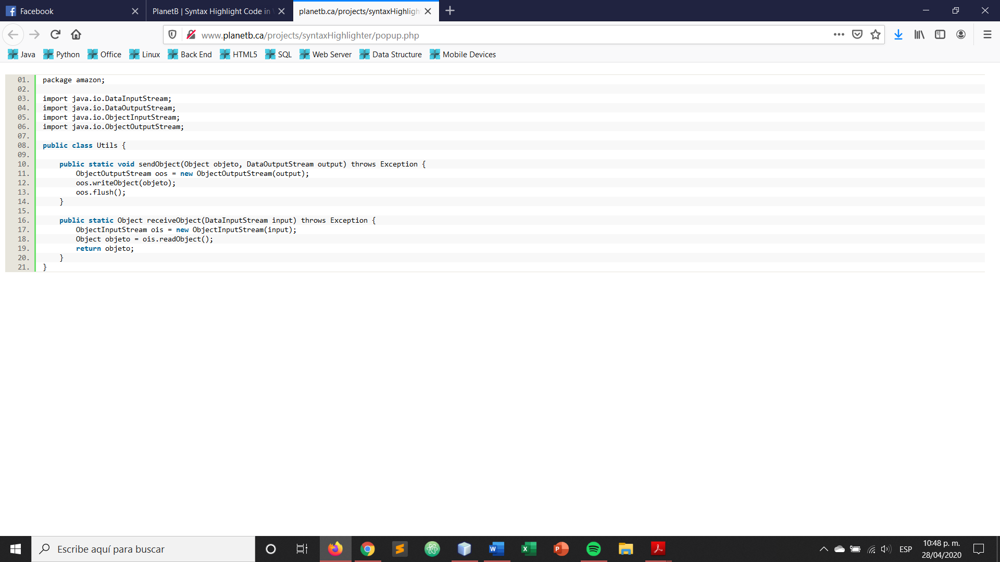 Facebook
PlanetB | Syntax Highlight Code in
planetb.ca/projects/syntaxHighligh
www.planetb.ca/projects/syntaxHighlighter/popup.php
Java Python Office Linux Back End HTML5 SQL Web Server Data Structure Mobile Devices
01. package amazon;
02.
03. import java.io.DataInputStream;
04. import java.io.DataOutputStream;
05. import java.io.ObjectInputStream;
06. import java.io.ObjectOutputStream;
07.
08. public class Utils {
09.
10. public static void sendObject(Object objeto, DataOutputStream output) throws Exception {
11. ObjectOutputStream oos = new ObjectOutputStream(output);
12. oos.writeObject(objeto);
13. oos.flush();
14. }
15.
16. public static Object receiveObject(DataInputStream input) throws Exception {
17. ObjectInputStream ois = new ObjectInputStream(input);
18. Object objeto = ois.readObject();
19. return objeto;
20. }
21. }
Escribe aquí para buscar
ESP
10:48 p. m.
28/04/2020